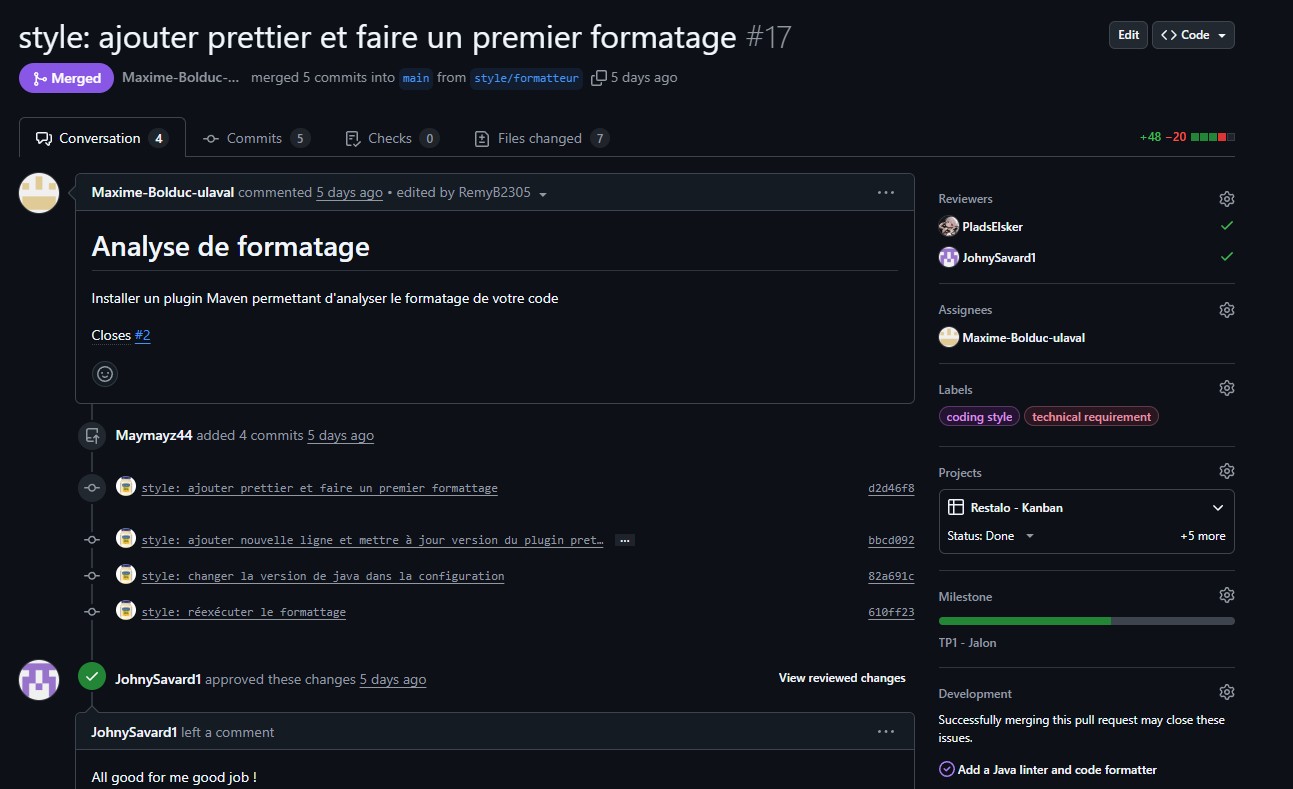 style: ajouter prettier et faire un premier formatage #17
Edit
<> Code
Merged
Maxime-Bolduc-... merged 5 commits into main from style/formatteur 5 days ago
Conversation 4
Commits 5
Checks 0
Files changed 7
+48 −20
Maxime-Bolduc-ulaval commented 5 days ago • edited by RemyB2305
Analyse de formatage
Installer un plugin Maven permettant d'analyser le formatage de votre code
Closes #2
Maymayz44 added 4 commits 5 days ago
style: ajouter prettier et faire un premier formattage d2d46f8
style: ajouter nouvelle ligne et mettre à jour version du plugin pret… ... bbcd092
style: changer la version de java dans la configuration 82a691c
style: réexécuter le formattage 610ff23
JohnySavard1 approved these changes 5 days ago
View reviewed changes
JohnySavard1 left a comment
All good for me good job !
Reviewers
PladsElsker
JohnySavard1
Assignees
Maxime-Bolduc-ulaval
Labels
coding style
technical requirement
Projects
Restalo - Kanban
Status: Done
+5 more
Milestone
TP1 - Jalon
Development
Successfully merging this pull request may close these
issues.
Add a Java linter and code formatter